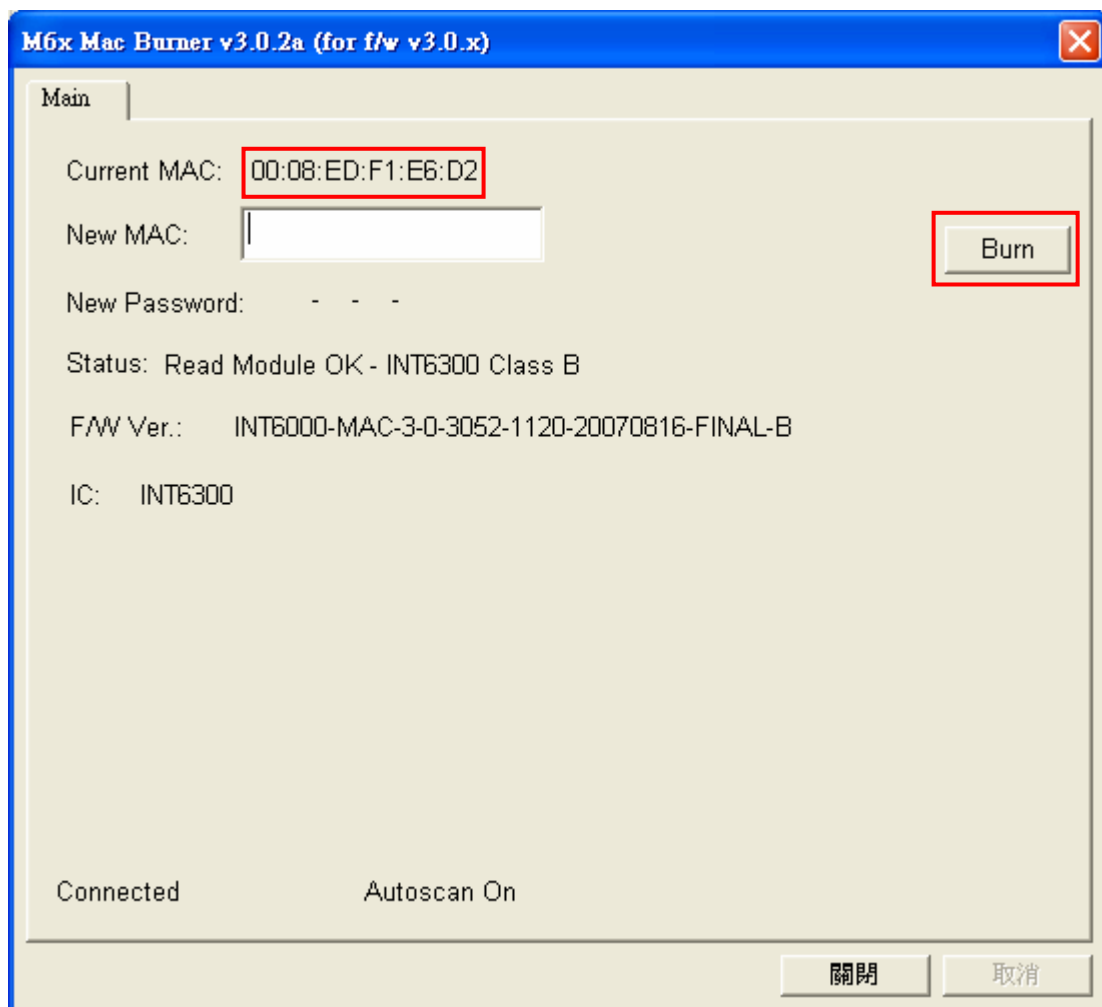 M6x Mac Burner v3.0.2a (for f/w v3.0.x)
Main
Current MAC: 00:08:ED:F1:E6:D2
New MAC:
Burn
New Password: - - -
Status: Read Module OK - INT6300 Class B
F/W Ver.: INT6000-MAC-3-0-3052-1120-20070816-FINAL-B
IC: INT6300
Connected Autoscan On
關閉 取消